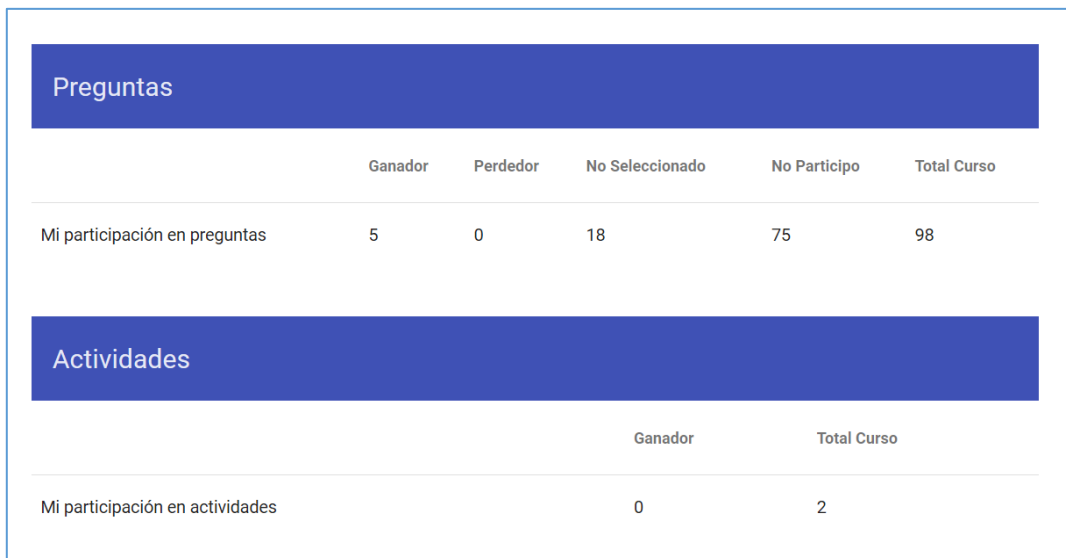 Preguntas
Ganador Perdedor No Seleccionado No Participo Total Curso
Mi participación en preguntas 5 0 18 75 98
Actividades
Ganador Total Curso
Mi participación en actividades 0 2